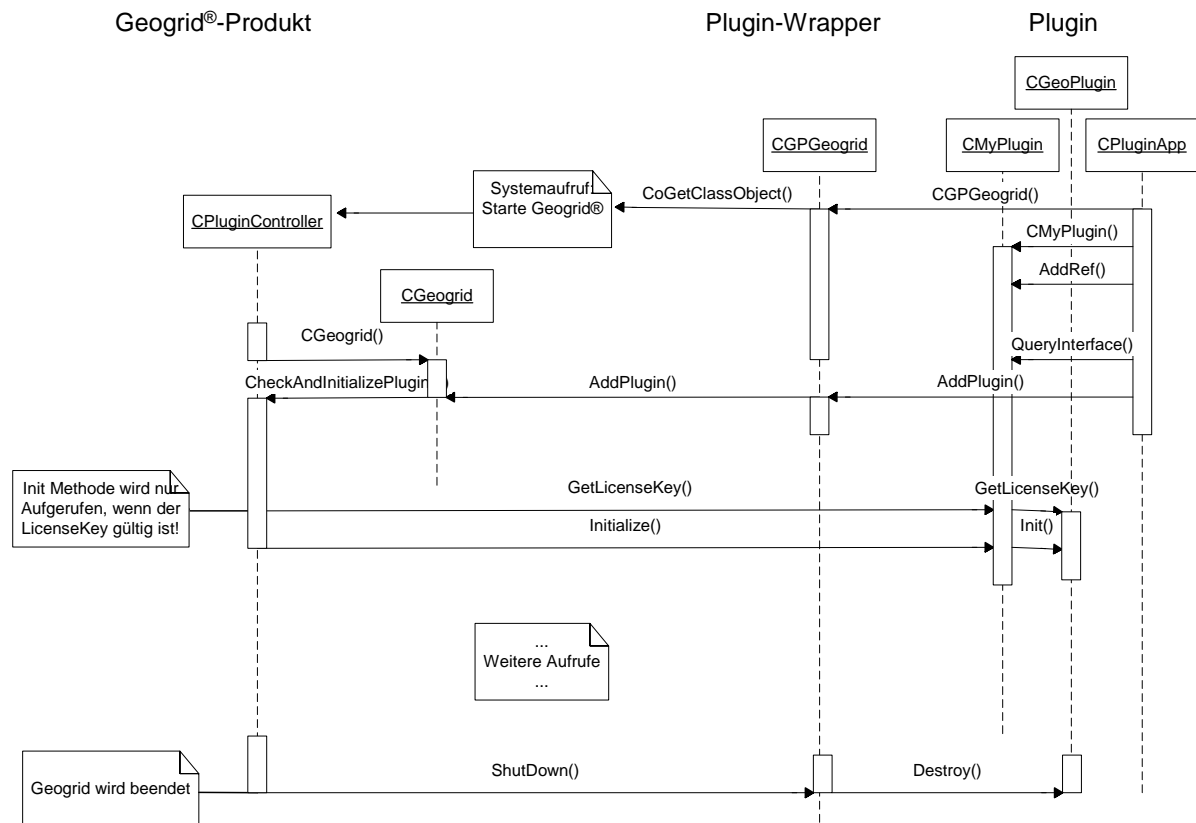 Geogrid®-Produkt
Plugin-Wrapper
Plugin
CGeoPlugin
CGPGeogrid
CMyPlugin
CPluginApp
Systemaufruf:
Starte Geogrid®
CoGetClassObject()
CGPGeogrid()
CPluginController
CMyPlugin()
AddRef()
CGeogrid
CGeogrid()
QueryInterface()
CheckAndInitializePlugin()
AddPlugin()
AddPlugin()
Init Methode wird nur
Aufgerufen, wenn der
LicenseKey gültig ist!
GetLicenseKey()
GetLicenseKey()
Initialize()
Init()
...
Weitere Aufrufe
...
Geogrid wird beendet
ShutDown()
Destroy()